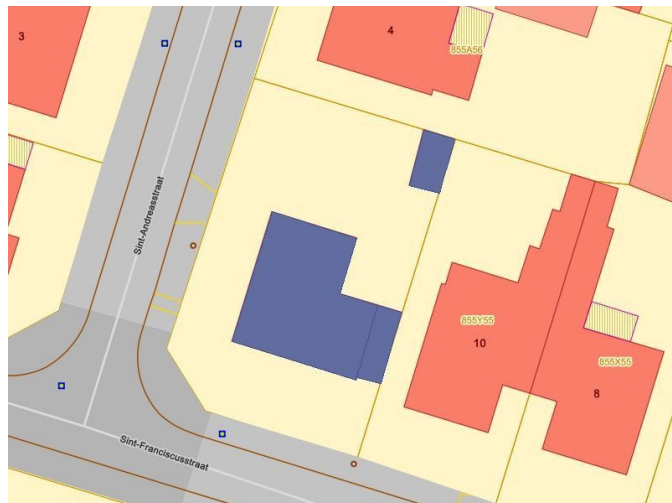 3
4
855A56
Sint-Andreasstraat
855Y55
10
855X55
8
Sint-Franciscusstraat